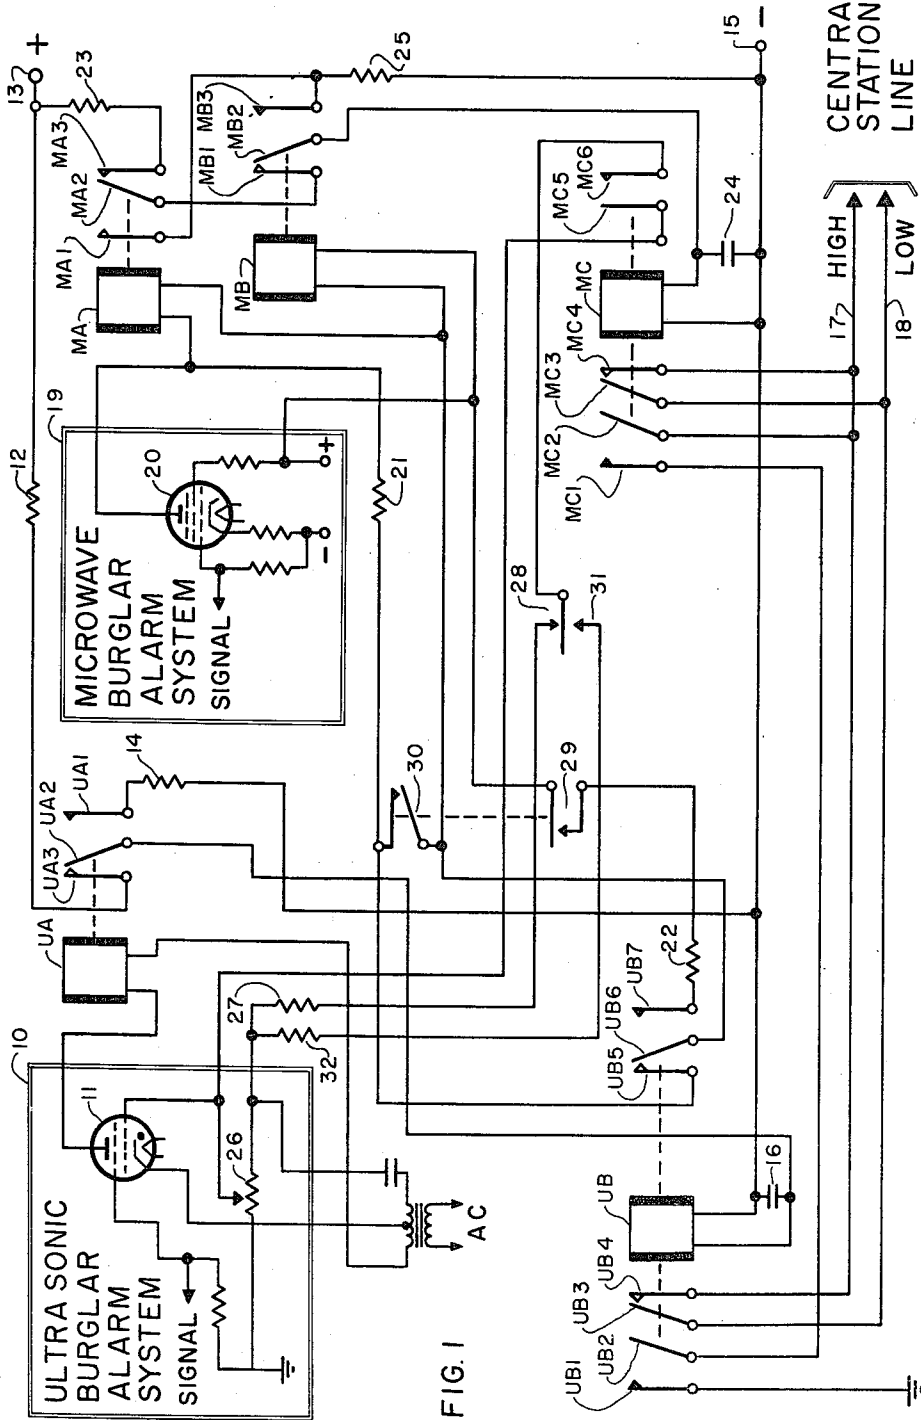 ULTRA SONIC
BURGLAR
ALARM
SYSTEM
SIGNAL
10
11
26
27
32
AC
FIG. 1
UA
UA3
UA2
UA1
14
12
13
+
MICROWAVE
BURGLAR
ALARM
SYSTEM
SIGNAL
19
20
+
−
21
MA
MA1
MA2
MA3
23
MB
MB1
MB2
MB3
25
30
29
28
31
UB1
UB2
UB3
UB4
UB
16
UB5
UB6
UB7
22
MC1
MC2
MC3
MC4
MC
MC5
MC6
24
15
−
17
HIGH
18
LOW
CENTRA
STATION
LINE